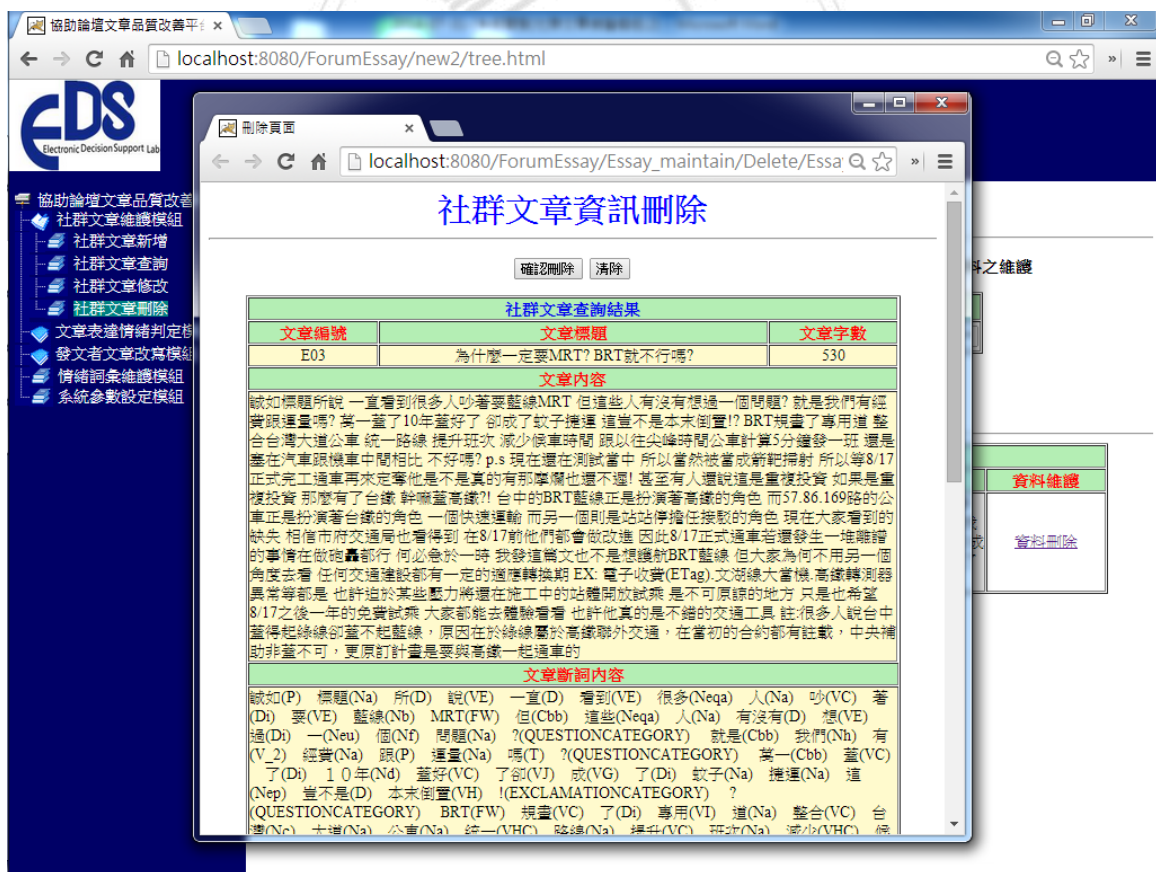 協助論壇文章品質改善平
localhost:8080/ForumEssay/new2/tree.html
EDS
Electronic Decision Support Lab
協助論壇文章品質改善
社群文章維護模組
社群文章新增
社群文章查詢
社群文章修改
社群文章刪除
文章表達情緒判定模
發文者文章改寫模組
情緒詞彙維護模組
系統參數設定模組
刪除頁面
localhost:8080/ForumEssay/Essay_maintain/Delete/Essa
社群文章資訊刪除
確認刪除 清除
社群文章查詢結果
文章編號 文章標題 文章字數
E03 為什麼一定要MRT? BRT就不行嗎? 530
文章內容
誠如標題所說 一直看到很多人吵著要藍線MRT 但這些人有沒有想過一個問題? 就是我們有經
費跟運量嗎? 萬一蓋了10年蓋好了 卻成了蚊子捷運 這豈不是本末倒置!? BRT規畫了專用道 整
合台灣大道公車 統一路線 提升班次 減少候車時間 跟以往尖峰時間公車計算5分鐘發一班 還是
塞在汽車跟機車中間相比 不好嗎? p.s 現在還在測試當中 所以當然被當成箭靶掃射 所以等8/17
正式完工通車再來定奪他是不是真的有那麼爛也還不遲! 甚至有人還說這是重複投資 如果是重
複投資 那麼有了台鐵 幹嘛蓋高鐵?! 台中的BRT藍線正是扮演著高鐵的角色 而57.86.169路的公
車正是扮演著台鐵的角色 一個快速運輸 而另一個則是站站停擔任接駁的角色 現在大家看到的
缺失 相信市府交通局也看得到 在8/17前他們都會做改進 因此8/17正式通車若還發生一堆離譜
的事情在做砲轟都行 何必急於一時 我發這篇文也不是想護航BRT藍線 但大家為何不用另一個
角度去看 任何交通建設都有一定的適應轉換期 EX: 電子收費(ETag).文湖線大當機.高鐵轉測器
異常等都是 也許迫於某些壓力將還在施工中的站體開放試乘 是不可原諒的地方 只是也希望
8/17之後一年的免費試乘 大家都能去體驗看看 也許他真的是不錯的交通工具 註:很多人說台中
蓋得起綠線卻蓋不起藍線，原因在於綠線屬於高鐵聯外交通，在當初的合約都有註載，中央補
助非蓋不可，更原訂計畫是要與高鐵一起通車的
文章斷詞內容
誠如(P) 標題(Na) 所(D) 說(VE) 一直(D) 看到(VE) 很多(Neqa) 人(Na) 吵(VC) 著
(Di) 要(VE) 藍線(Nb) MRT(FW) 但(Cbb) 這些(Neqa) 人(Na) 有沒有(D) 想(VE)
過(Di) 一(Neu) 個(Nf) 問題(Na) ?(QUESTIONCATEGORY) 就是(Cbb) 我們(Nh) 有
(V_2) 經費(Na) 跟(P) 運量(Na) 嗎(T) ?(QUESTIONCATEGORY) 萬一(Cbb) 蓋(VC)
了(Di) １０年(Nd) 蓋好(VC) 了卻(VJ) 成(VG) 了(Di) 蚊子(Na) 捷運(Na) 這
(Nep) 豈不是(D) 本末倒置(VH) !(EXCLAMATIONCATEGORY) ?
(QUESTIONCATEGORY) BRT(FW) 規畫(VC) 了(Di) 專用(VI) 道(Na) 整合(VC) 台
灣(Nc) 大道(Na) 公車(Na) 統一(VHC) 路線(Na) 提升(VC) 班次(Na) 減少(VHC) 候
料之維護
資料維護
資料刪除